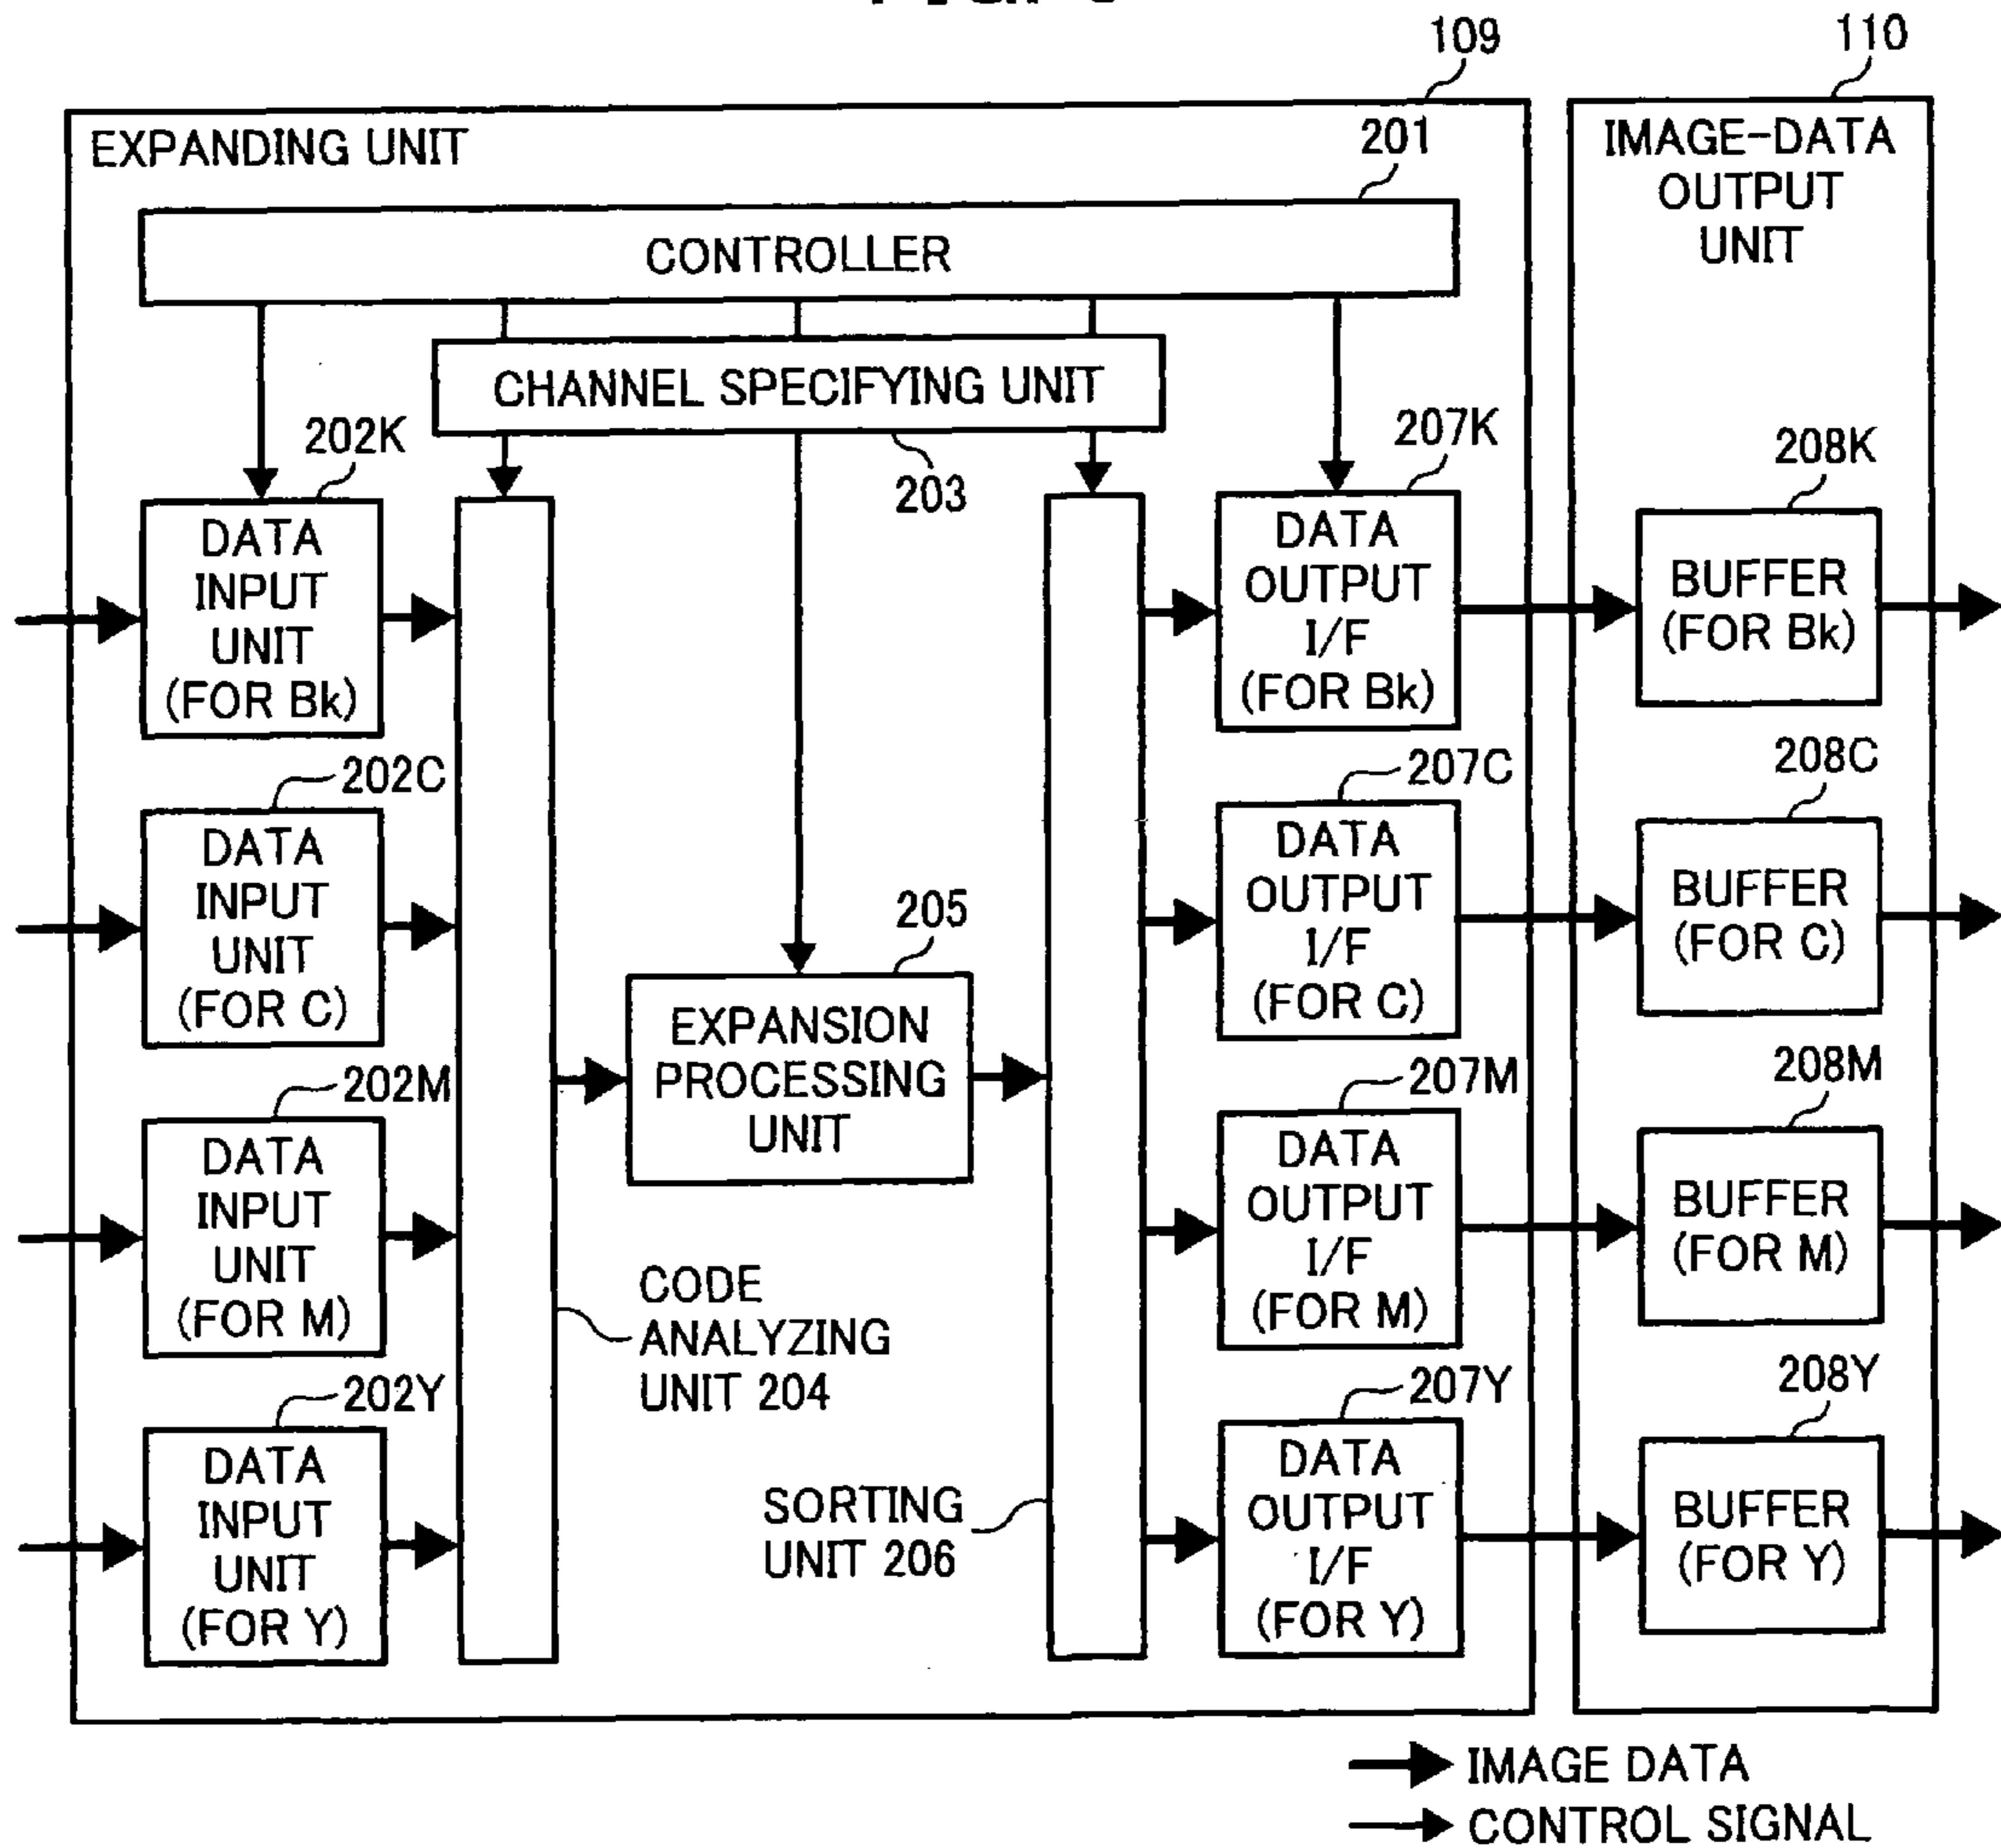 109
110
EXPANDING UNIT
201
IMAGE-DATA
OUTPUT
UNIT
CONTROLLER
CHANNEL SPECIFYING UNIT
203
202K
DATA
INPUT
UNIT
(FOR Bk)
207K
DATA
OUTPUT
I/F
(FOR Bk)
208K
BUFFER
(FOR Bk)
202C
DATA
INPUT
UNIT
(FOR C)
205
EXPANSION
PROCESSING
UNIT
207C
DATA
OUTPUT
I/F
(FOR C)
208C
BUFFER
(FOR C)
202M
DATA
INPUT
UNIT
(FOR M)
CODE
ANALYZING
UNIT 204
207M
DATA
OUTPUT
I/F
(FOR M)
208M
BUFFER
(FOR M)
202Y
DATA
INPUT
UNIT
(FOR Y)
SORTING
UNIT 206
207Y
DATA
OUTPUT
I/F
(FOR Y)
208Y
BUFFER
(FOR Y)
IMAGE DATA
CONTROL SIGNAL